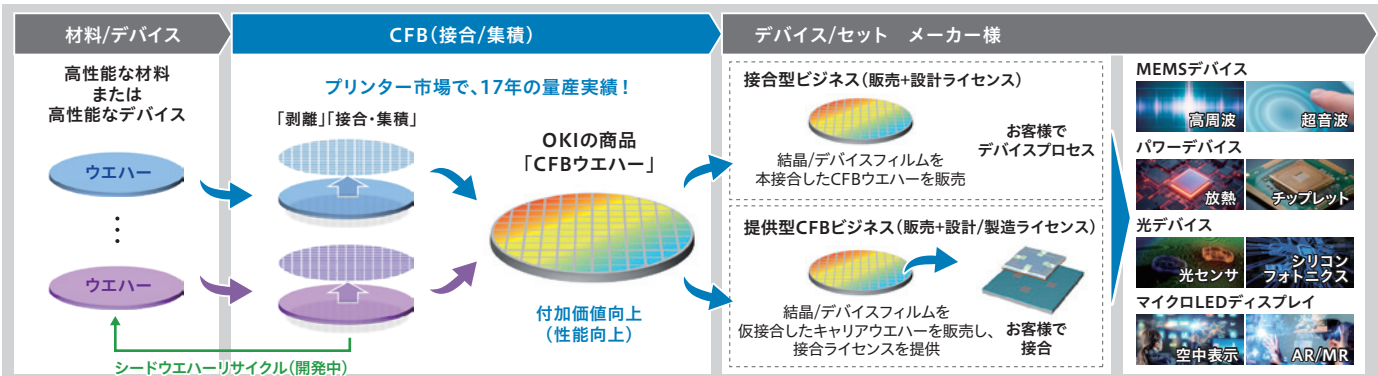 材料/デバイス
CFB(接合/集積)
デバイス/セット　メーカー様
高性能な材料
または
高性能なデバイス
ウエハー
⋮
ウエハー
シードウエハーリサイクル(開発中)
プリンター市場で、17年の量産実績!
「剥離」「接合・集積」
OKIの商品
「CFBウエハー」
付加価値向上
(性能向上)
接合型ビジネス(販売+設計ライセンス)
お客様で
デバイスプロセス
結晶/デバイスフィルムを
本接合したCFBウエハーを販売
提供型CFBビジネス(販売+設計/製造ライセンス)
結晶/デバイスフィルムを
仮接合したキャリアウエハーを販売し、
接合ライセンスを提供
お客様で
接合
MEMSデバイス
高周波
超音波
パワーデバイス
放熱
チップレット
光デバイス
光センサ
シリコン
フォトニクス
マイクロLEDディスプレイ
空中表示
AR/MR